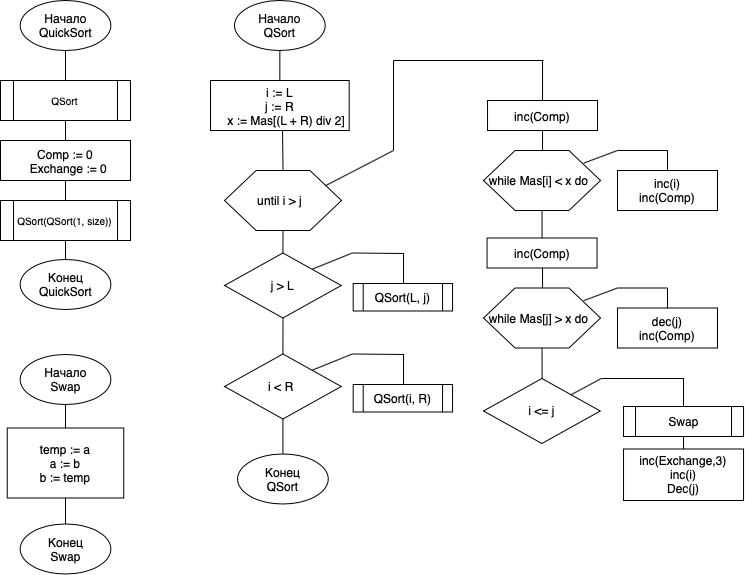 Начало
QuickSort
QSort
Comp := 0
Exchange := 0
QSort(QSort(1, size))
Конец
QuickSort
Начало
Swap
temp := a
a := b
b := temp
Конец
Swap
Начало
QSort
i := L
j := R
x := Mas[(L + R) div 2]
until i > j
j > L
QSort(L, j)
i < R
QSort(i, R)
Конец
QSort
inc(Comp)
while Mas[i] < x do
inc(i)
inc(Comp)
inc(Comp)
while Mas[j] > x do
dec(j)
inc(Comp)
i <= j
Swap
inc(Exchange,3)
inc(i)
Dec(j)